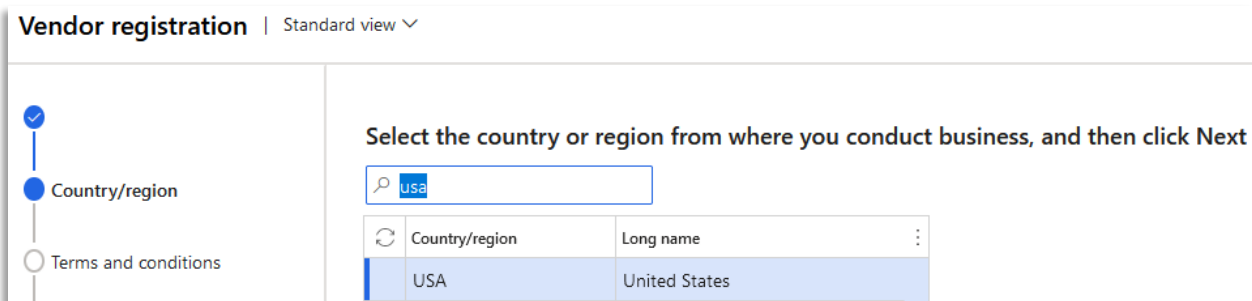 Vendor registration | Standard view
Select the country or region from where you conduct business, and then click Next
usa
Country/region
Country/region Long name
Terms and conditions
USA United States